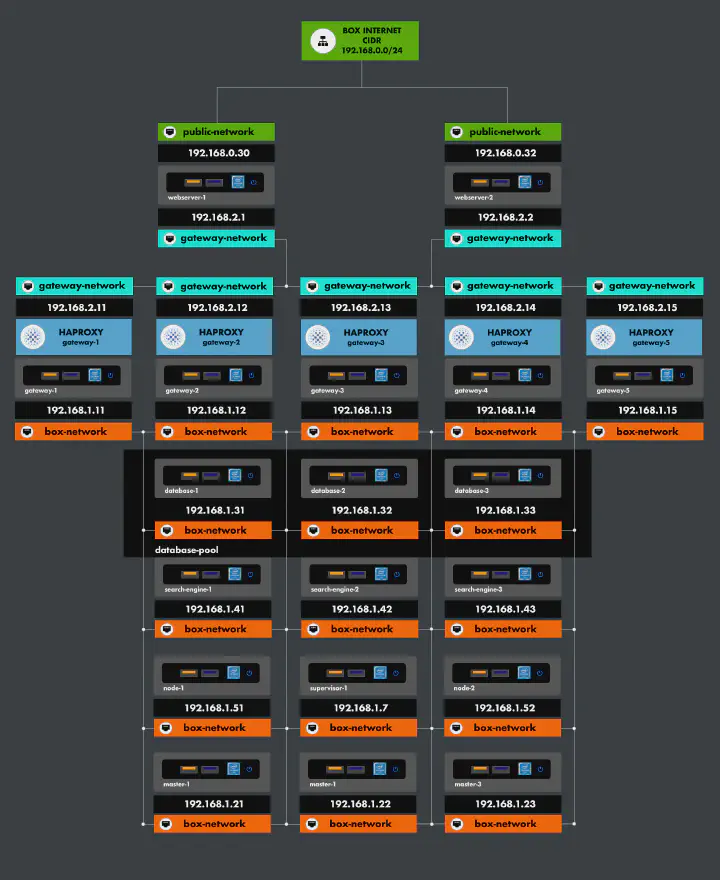 BOX INTERNET
CIDR
192.168.0.0/24
public-network
public-network
192.168.0.30
192.168.0.32
webserver-1
webserver-2
192.168.2.1
192.168.2.2
gateway-network
gateway-network
gateway-network
gateway-network
gateway-network
gateway-network
gateway-network
192.168.2.11
192.168.2.12
192.168.2.13
192.168.2.14
192.168.2.15
HAPROXY
gateway-1
HAPROXY
gateway-2
HAPROXY
gateway-3
HAPROXY
gateway-4
HAPROXY
gateway-5
gateway-1
gateway-2
gateway-3
gateway-4
gateway-5
192.168.1.11
192.168.1.12
192.168.1.13
192.168.1.14
192.168.1.15
box-network
box-network
box-network
box-network
box-network
database-1
database-2
database-3
192.168.1.31
192.168.1.32
192.168.1.33
box-network
box-network
box-network
database-pool
search-engine-1
search-engine-2
search-engine-3
192.168.1.41
192.168.1.42
192.168.1.43
box-network
box-network
box-network
node-1
supervisor-1
node-2
192.168.1.51
192.168.1.7
192.168.1.52
box-network
box-network
box-network
master-1
master-1
master-3
192.168.1.21
192.168.1.22
192.168.1.23
box-network
box-network
box-network